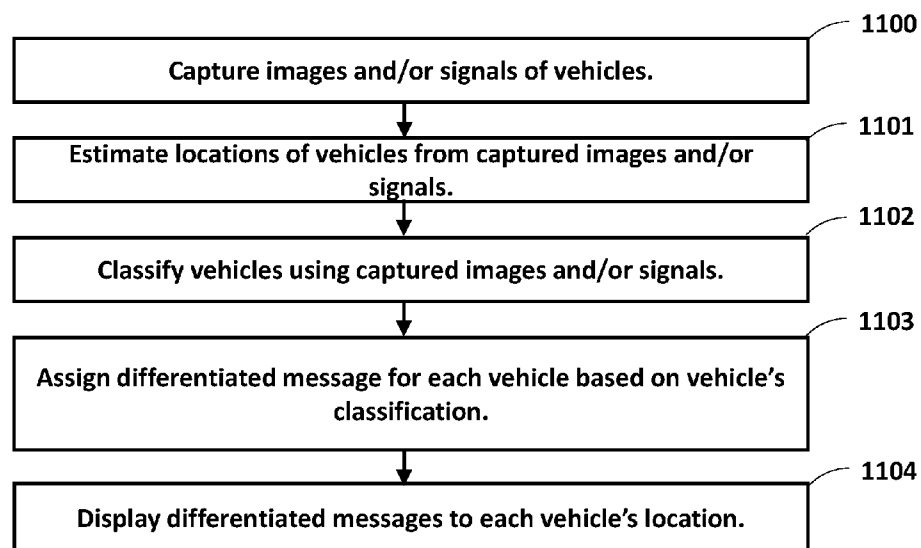 1100
Capture images and/or signals of vehicles.
1101
Estimate locations of vehicles from captured images and/or
signals.
1102
Classify vehicles using captured images and/or signals.
1103
Assign differentiated message for each vehicle based on vehicle's
classification.
1104
Display differentiated messages to each vehicle's location.